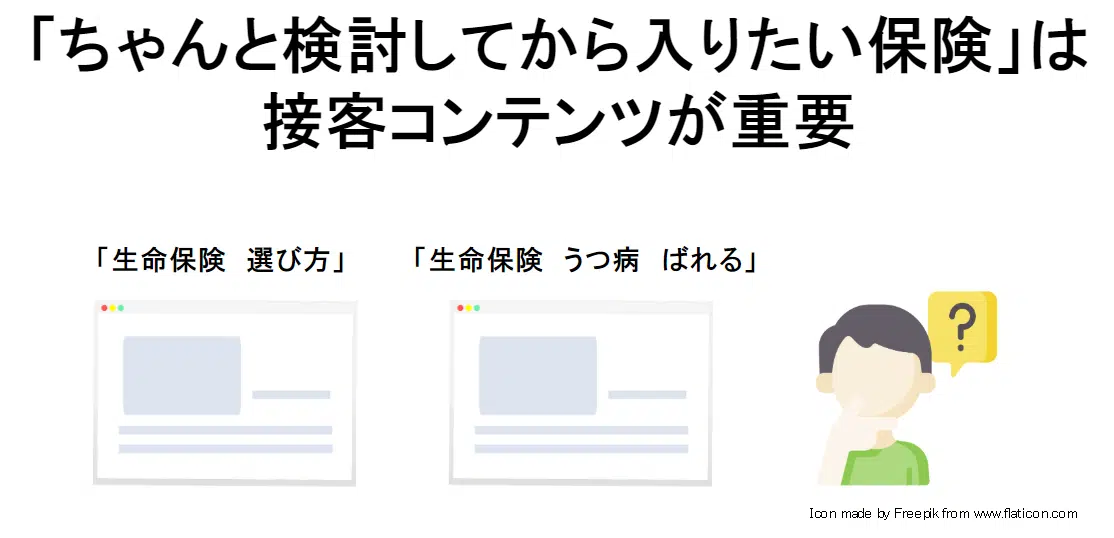 「ちゃんと検討してから入りたい保険」は
接客コンテンツが重要
「生命保険　選び方」
「生命保険　うつ病　ばれる」
?
Icon made by Freepik from www.flaticon.com